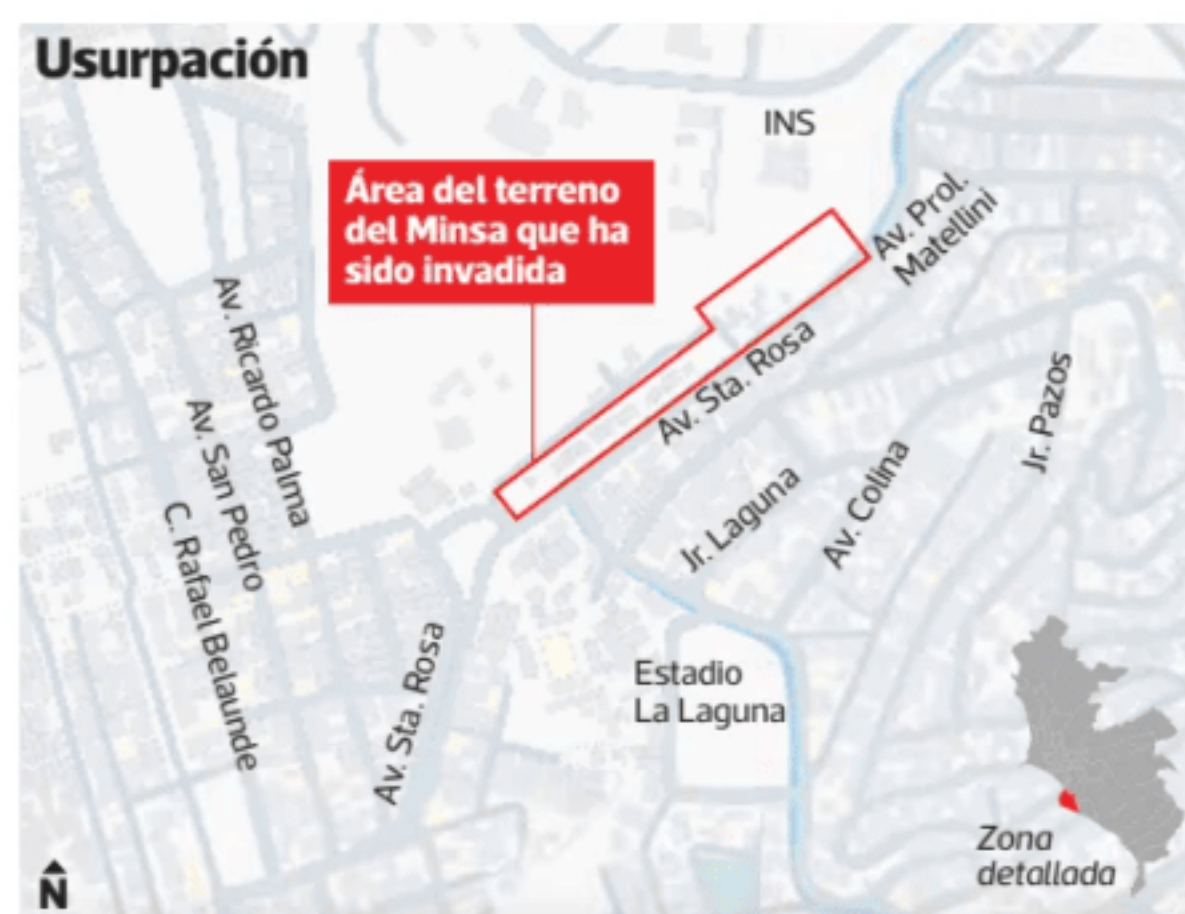 Usurpación
INS
Área del terreno
del Minsa que ha
sido invadida
Av. Prol.
Matellini
Av. Ricardo Palma
Av. Sta. Rosa
Jr. Pazos
Av. San Pedro
Av. Colina
Jr. Laguna
C. Rafael Belaunde
Av. Sta. Rosa
Estadio
La Laguna
Zona
detallada
N